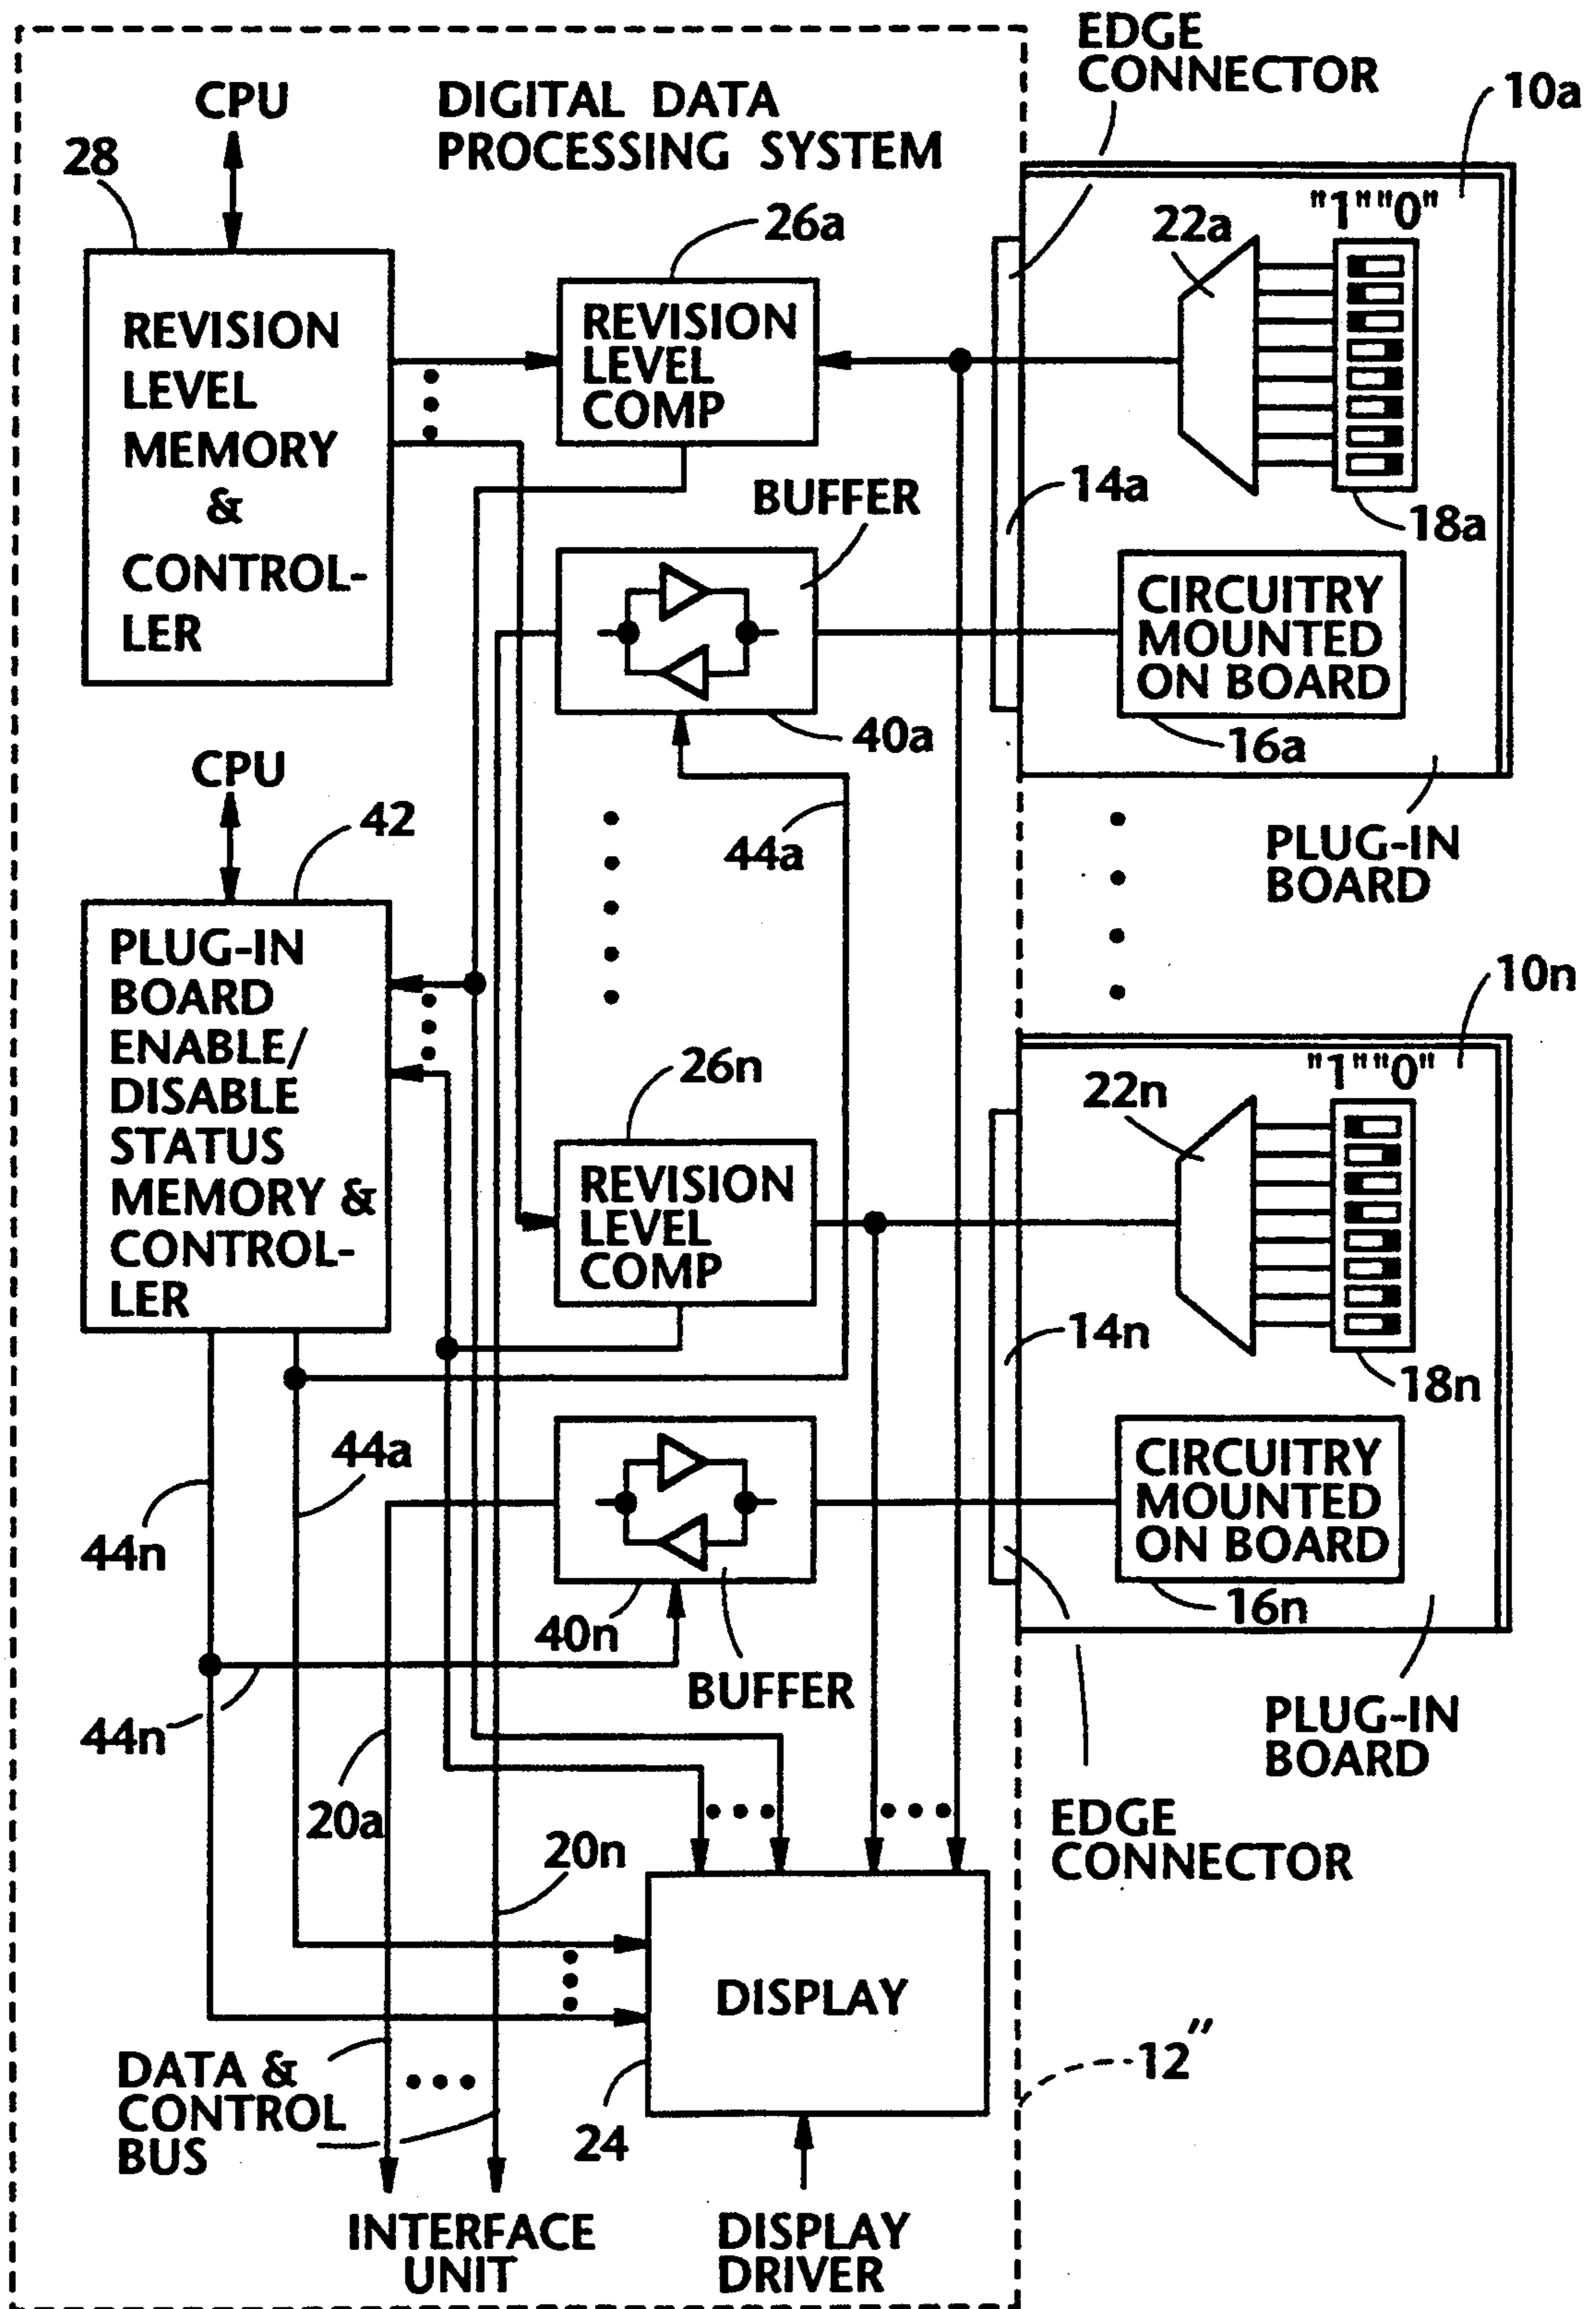 EDGE
CONNECTOR
10a
CPU
DIGITAL DATA
PROCESSING SYSTEM
28
26a
22a
"1" "0"
REVISION
LEVEL
MEMORY
&
CONTROL-
LER
REVISION
LEVEL
COMP
14a
18a
BUFFER
CIRCUITRY
MOUNTED
ON BOARD
40a
16a
CPU
42
44a
PLUG-IN
BOARD
PLUG-IN
BOARD
ENABLE/
DISABLE
STATUS
MEMORY &
CONTROL-
LER
10n
26n
22n
"1" "0"
REVISION
LEVEL
COMP
14n
18n
44a
44n
CIRCUITRY
MOUNTED
ON BOARD
40n
16n
BUFFER
44n
PLUG-IN
BOARD
20a
20n
EDGE
CONNECTOR
DISPLAY
DATA &
CONTROL
BUS
24
12"
INTERFACE
UNIT
DISPLAY
DRIVER